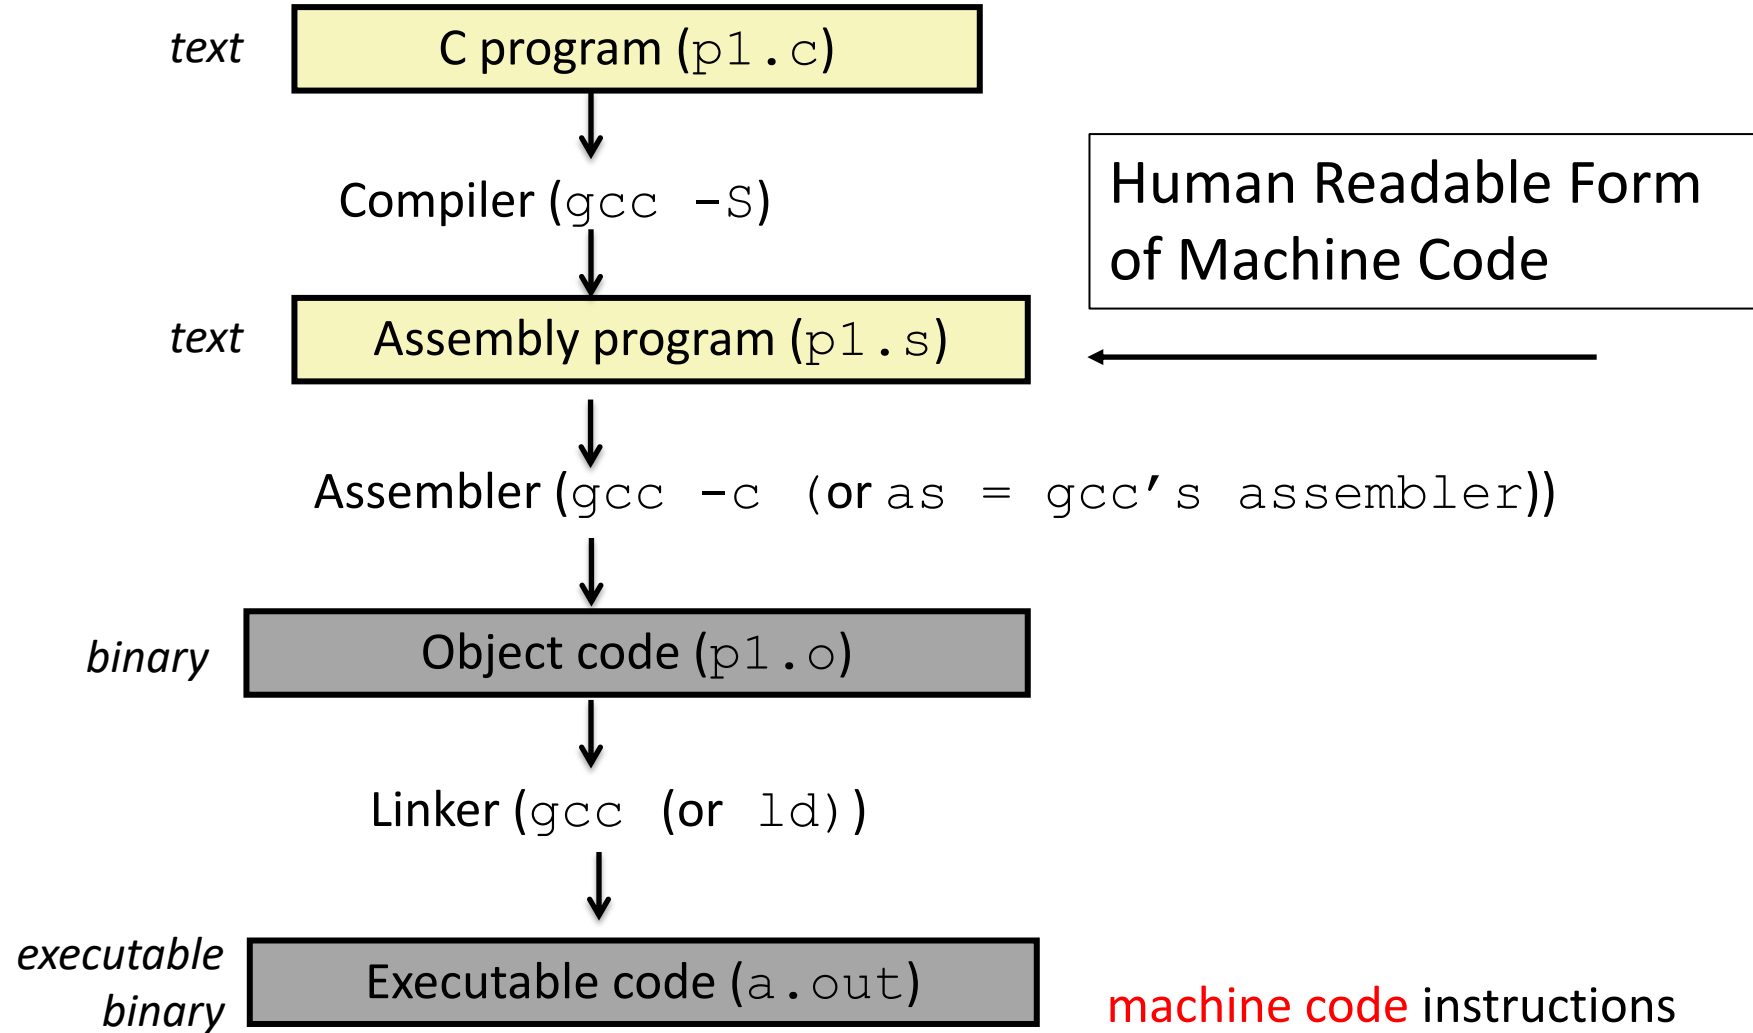 text
C program (p1.c)
Compiler (gcc -S)
Human Readable Form
of Machine Code
text
Assembly program (p1.s)
Assembler (gcc -c (or as = gcc’s assembler))
binary
Object code (p1.o)
Linker (gcc (or ld))
executable
binary
Executable code (a.out)
machine code instructions